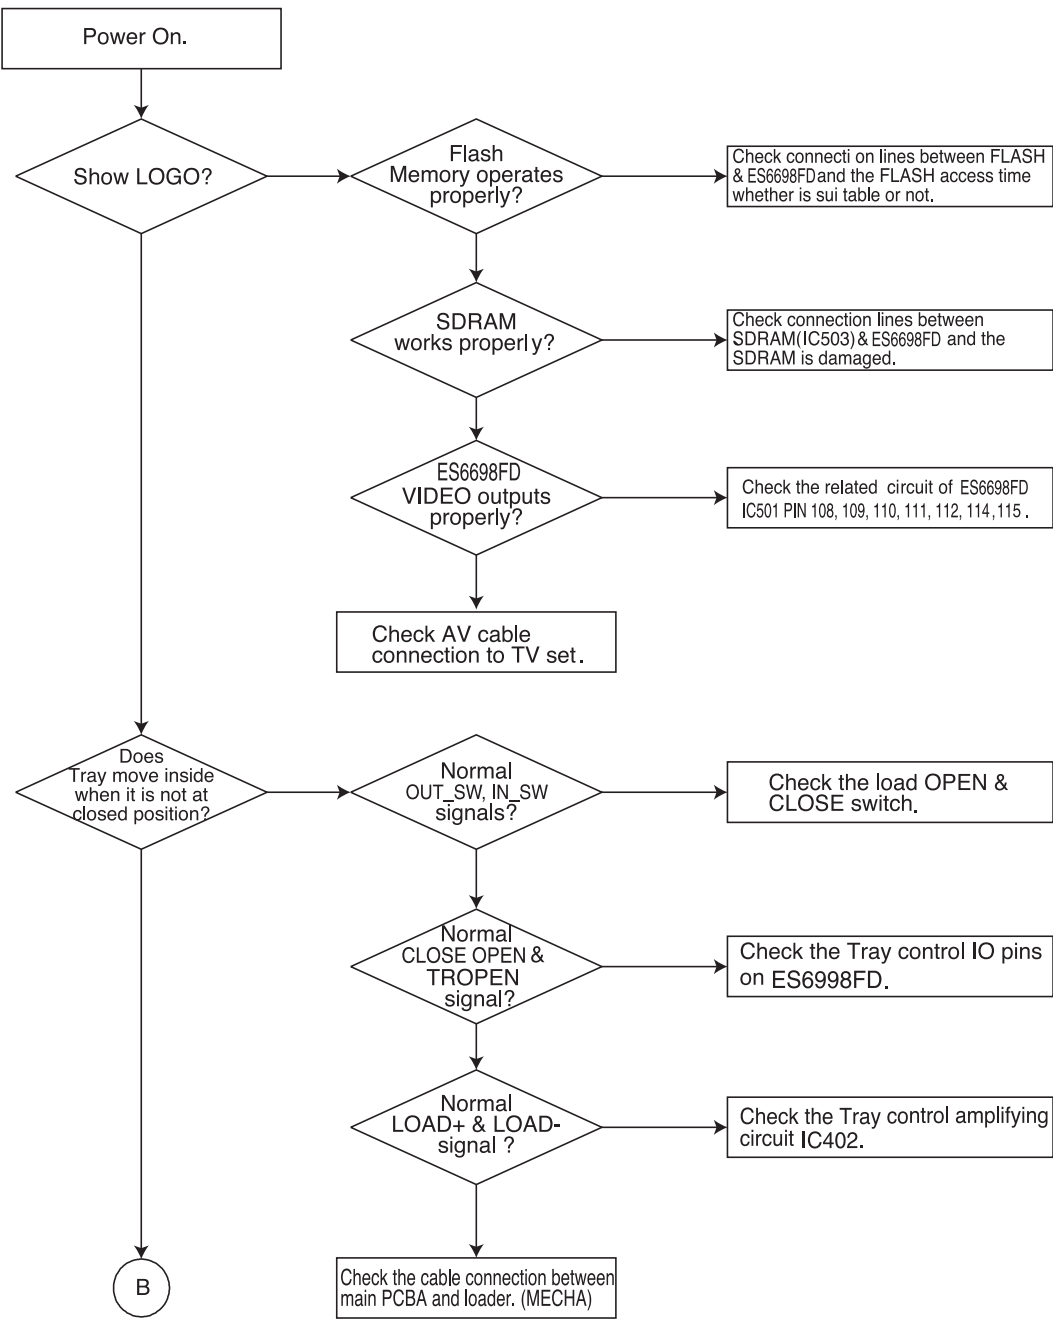 Power On.
Show LOGO?
Flash
Memory operates
properly?
Check connecti on lines between FLASH
& ES6698FD and the FLASH access time
whether is sui table or not.
SDRAM
works properly?
Check connection lines between
SDRAM(IC503) & ES6698FD and the
SDRAM is damaged.
ES6698FD
VIDEO outputs
properly?
Check the related circuit of ES6698FD
IC501 PIN 108, 109, 110, 111, 112, 114, 115 .
Check AV cable
connection to TV set.
Does
Tray move inside
when it is not at
closed position?
Normal
OUT_SW, IN_SW
signals?
Check the load OPEN &
CLOSE switch.
Normal
CLOSE OPEN &
TROPEN
signal?
Check the Tray control IO pins
on ES6998FD.
Normal
LOAD+ & LOAD-
signal ?
Check the Tray control amplifying
circuit IC402.
B
Check the cable connection between
main PCBA and loader. (MECHA)